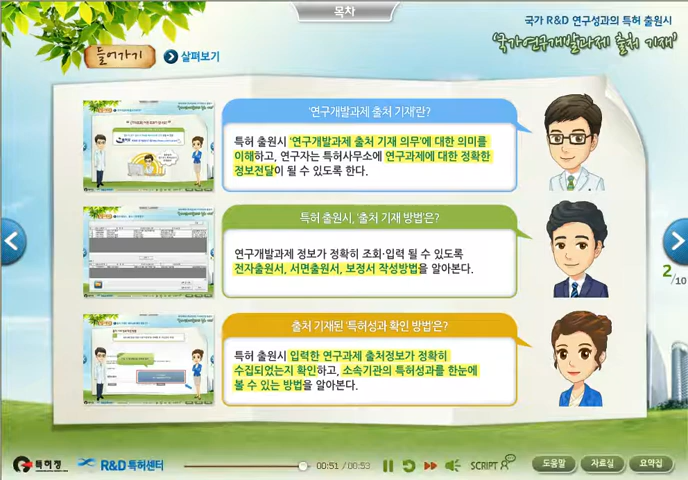 목차
국가 R&D 연구성과의 특허 출원시
'국가연구개발과제 출처 기재'
들어가기
살펴보기
'연구개발과제 출처 기재'란?
특허 출원시 '연구개발과제 출처 기재 의무'에 대한 의미를
이해하고, 연구자는 특허사무소에 연구과제에 대한 정확한
정보전달이 될 수 있도록 한다.
특허 출원시, '출처 기재 방법'은?
연구개발과제 정보가 정확히 조회·입력 될 수 있도록
전자출원서, 서면출원서, 보정서 작성방법을 알아본다.
출처 기재된 '특허성과 확인 방법'은?
특허 출원시 입력한 연구과제 출처정보가 정확히
수집되었는지 확인하고, 소속기관의 특허성과를 한눈에
볼 수 있는 방법을 알아본다.
2/10
특허청
R&D특허센터
00:51 / 00:53
SCRIPT
도움말
자료실
요약집